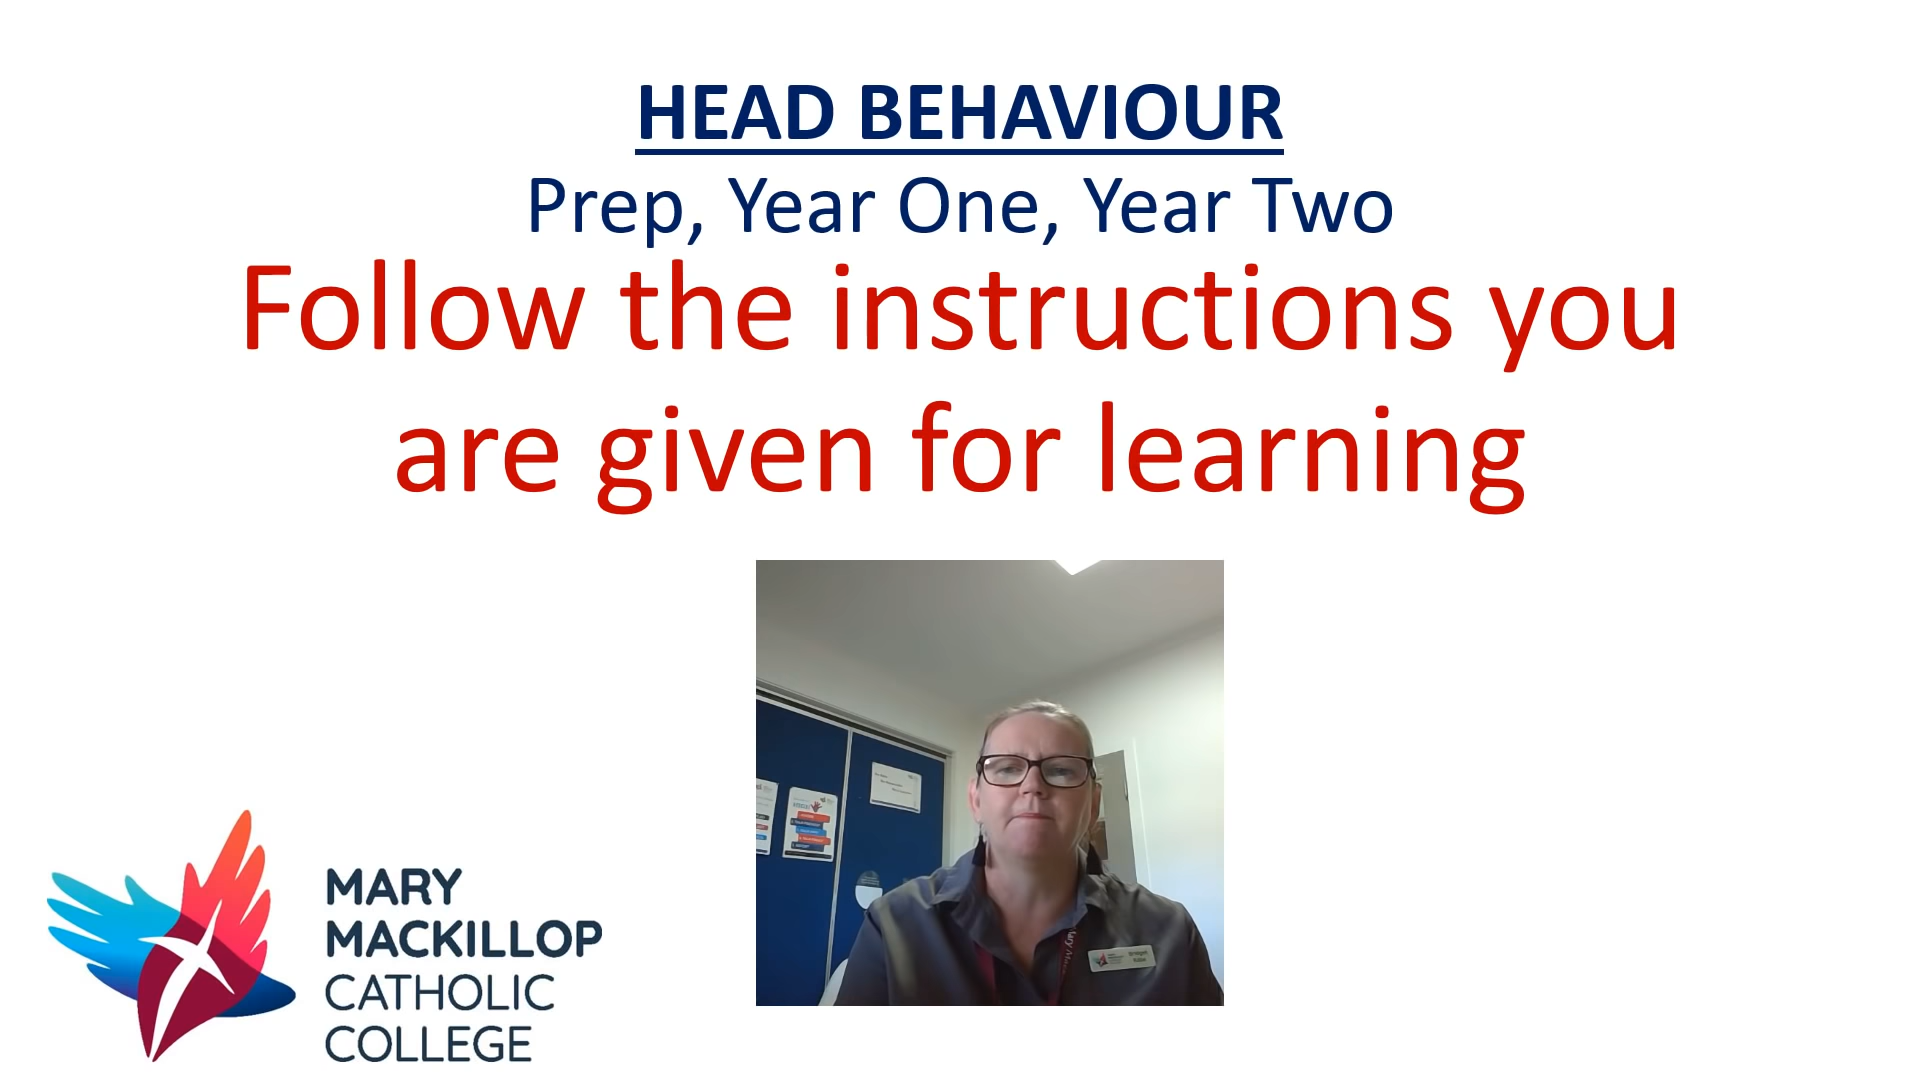 HEAD BEHAVIOUR
Prep, Year One, Year Two
Follow the instructions you
are given for learning
MARY
MACKILLOP
CATHOLIC
COLLEGE
Bridget